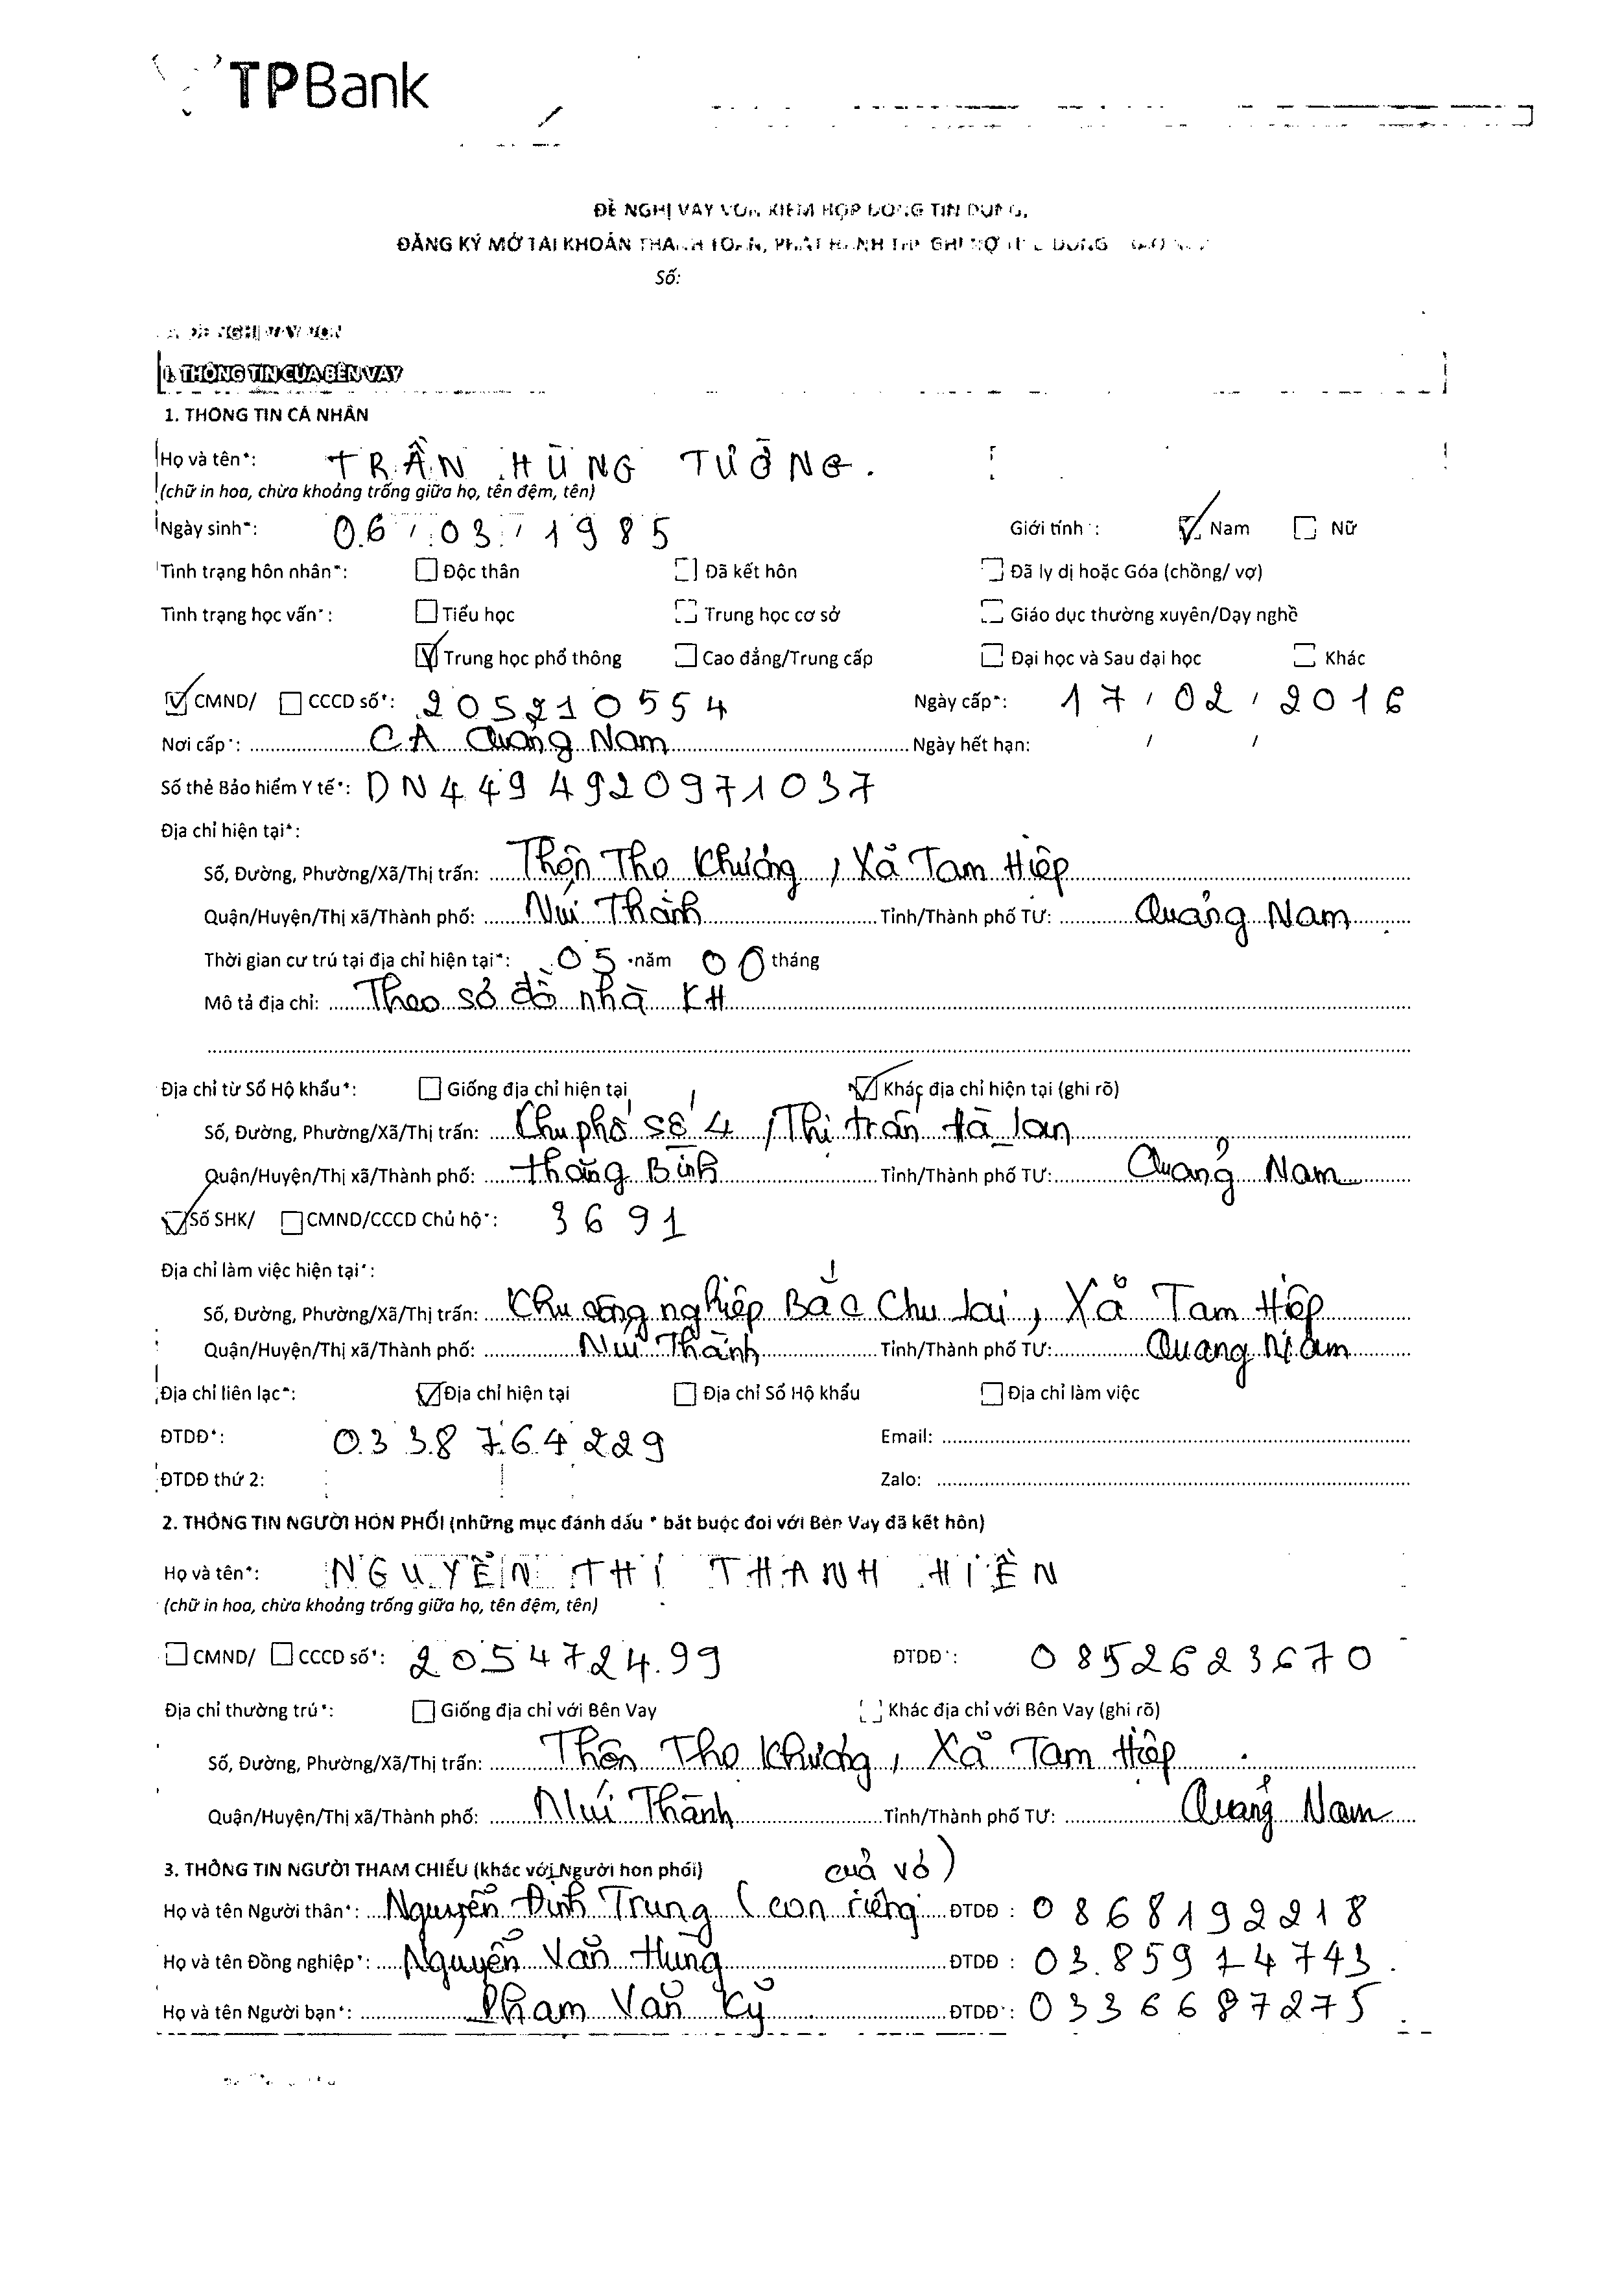 TPBank
ĐỀ NGHỊ VAY VỐN KIÊM HỢP ĐỒNG TÍN DỤNG,
ĐĂNG KÝ MỞ TÀI KHOẢN THANH TOÁN, PHÁT HÀNH THẺ GHI NỢ
Số:
A. ĐỀ NGHỊ VAY VỐN
I. THÔNG TIN CỦA BÊN VAY
1. THÔNG TIN CÁ NHÂN
Họ và tên*: TRẦN HÙNG TƯỞNG.
(chữ in hoa, chừa khoảng trống giữa họ, tên đệm, tên)
Ngày sinh*: 06 / 03 / 1985 Giới tính*: Nam Nữ
Tình trạng hôn nhân*: Độc thân Đã kết hôn Đã ly dị hoặc Góa (chồng/ vợ)
Tình trạng học vấn*: Tiểu học Trung học cơ sở Giáo dục thường xuyên/Dạy nghề
Trung học phổ thông Cao đẳng/Trung cấp Đại học và Sau đại học Khác
CMND/ CCCD số*: 205210554 Ngày cấp*: 17 / 02 / 2016
Nơi cấp*: CA Quảng Nam Ngày hết hạn: / /
Số thẻ Bảo hiểm Y tế*: DN4494920971037
Địa chỉ hiện tại*:
Số, Đường, Phường/Xã/Thị trấn: Thôn Thọ Khương, Xã Tam Hiệp
Quận/Huyện/Thị xã/Thành phố: Núi Thành Tỉnh/Thành phố TƯ: Quảng Nam
Thời gian cư trú tại địa chỉ hiện tại*: 05 năm 00 tháng
Mô tả địa chỉ: Theo sơ đồ nhà KH
Địa chỉ từ Sổ Hộ khẩu*: Giống địa chỉ hiện tại Khác địa chỉ hiện tại (ghi rõ)
Số, Đường, Phường/Xã/Thị trấn: Khu phố số 4, Thị trấn Hà Lam
Quận/Huyện/Thị xã/Thành phố: Thăng Bình Tỉnh/Thành phố TƯ: Quảng Nam
Số SHK/ CMND/CCCD Chủ hộ*: 3691
Địa chỉ làm việc hiện tại*:
Số, Đường, Phường/Xã/Thị trấn: Khu công nghiệp Bắc Chu Lai, Xã Tam Hiệp
Quận/Huyện/Thị xã/Thành phố: Núi Thành Tỉnh/Thành phố TƯ: Quảng Nam
Địa chỉ liên lạc*: Địa chỉ hiện tại Địa chỉ Sổ Hộ khẩu Địa chỉ làm việc
ĐTDĐ*: 0338764229 Email:
ĐTDĐ thứ 2: Zalo:
2. THÔNG TIN NGƯỜI HÔN PHỐI (những mục đánh dấu * bắt buộc đối với Bên Vay đã kết hôn)
Họ và tên*: NGUYỄN THỊ THANH HIỀN
(chữ in hoa, chừa khoảng trống giữa họ, tên đệm, tên)
CMND/ CCCD số*: 205472499 ĐTDĐ*: 0852623670
Địa chỉ thường trú*: Giống địa chỉ với Bên Vay Khác địa chỉ với Bên Vay (ghi rõ)
Số, Đường, Phường/Xã/Thị trấn: Thôn Thọ Khương, Xã Tam Hiệp
Quận/Huyện/Thị xã/Thành phố: Núi Thành Tỉnh/Thành phố TƯ: Quảng Nam
3. THÔNG TIN NGƯỜI THAM CHIẾU (khác với Người hôn phối) của vợ)
Họ và tên Người thân*: Nguyễn Đình Trung (con riêng ĐTDĐ : 0868192218
Họ và tên Đồng nghiệp*: Nguyễn Văn Hùng ĐTDĐ : 03.85914743.
Họ và tên Người bạn*: Phạm Văn Kỹ ĐTDĐ*: 0336687275